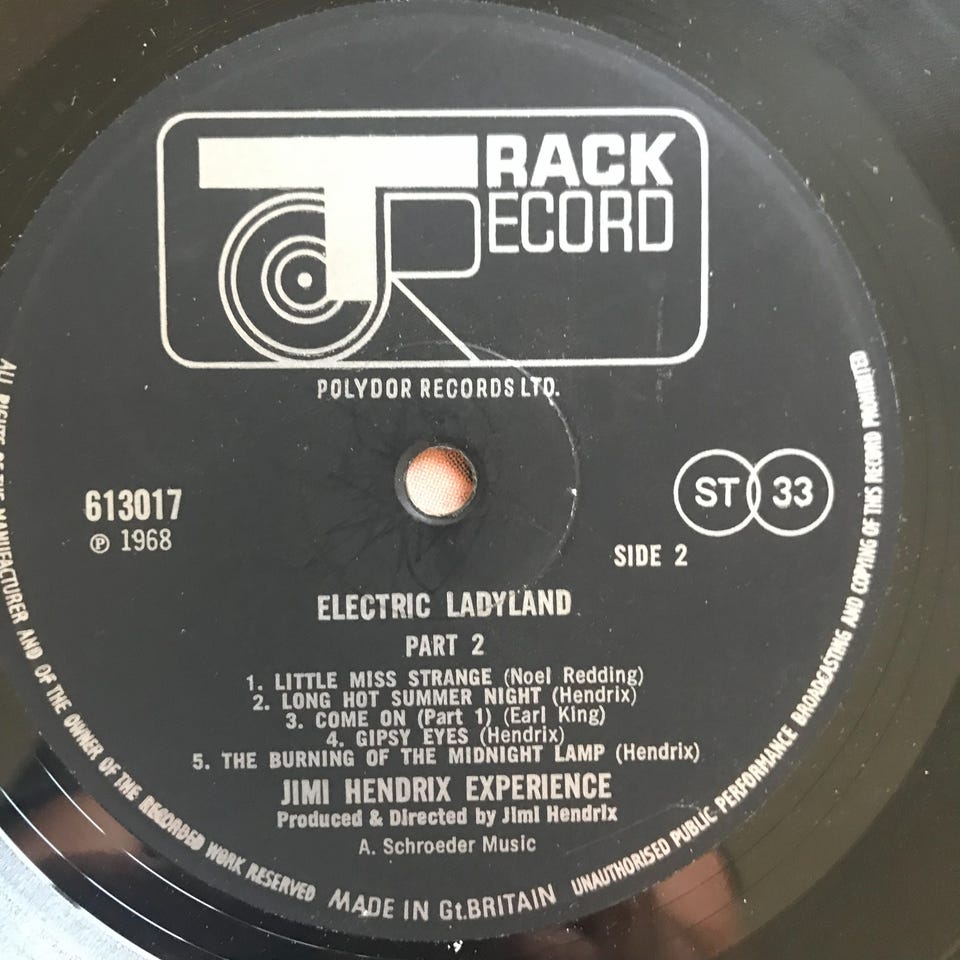 TRACK
RECORD
POLYDOR RECORDS LTD.
613017
℗ 1968
ST 33
SIDE 2
ELECTRIC LADYLAND
PART 2
1. LITTLE MISS STRANGE (Noel Redding)
2. LONG HOT SUMMER NIGHT (Hendrix)
3. COME ON (Part 1) (Earl King)
4. GIPSY EYES (Hendrix)
5. THE BURNING OF THE MIDNIGHT LAMP (Hendrix)
JIMI HENDRIX EXPERIENCE
Produced & Directed by Jimi Hendrix
A. Schroeder Music
ALL RIGHTS OF THE MANUFACTURER AND OF THE OWNER OF THE RECORDED WORK RESERVED MADE IN Gt.BRITAIN UNAUTHORISED PUBLIC PERFORMANCE BROADCASTING AND COPYING OF THIS RECORD PROHIBITED